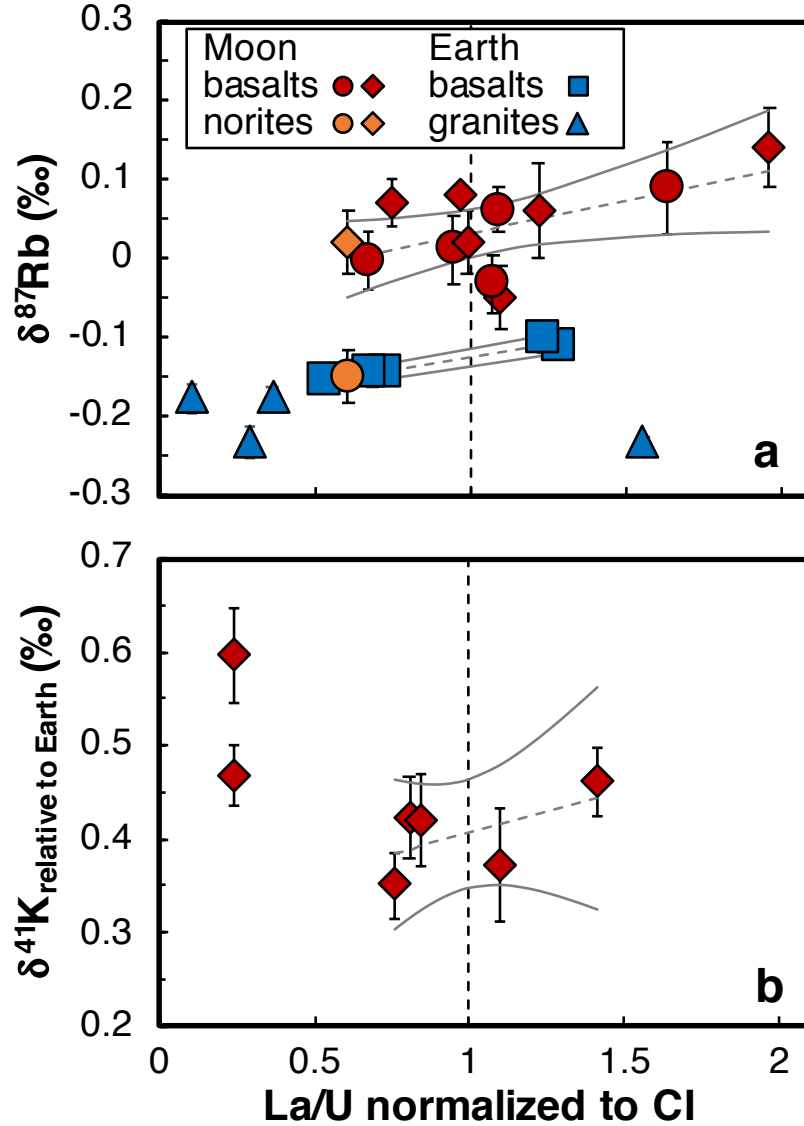 0.3
0.2
0.1
0
-0.1
-0.2
-0.3
δ87Rb (‰)
Moon Earth
basalts basalts
norites granites
a
0.7
0.6
0.5
0.4
0.3
0.2
δ41Krelative to Earth (‰)
b
0 0.5 1 1.5 2
La/U normalized to CI